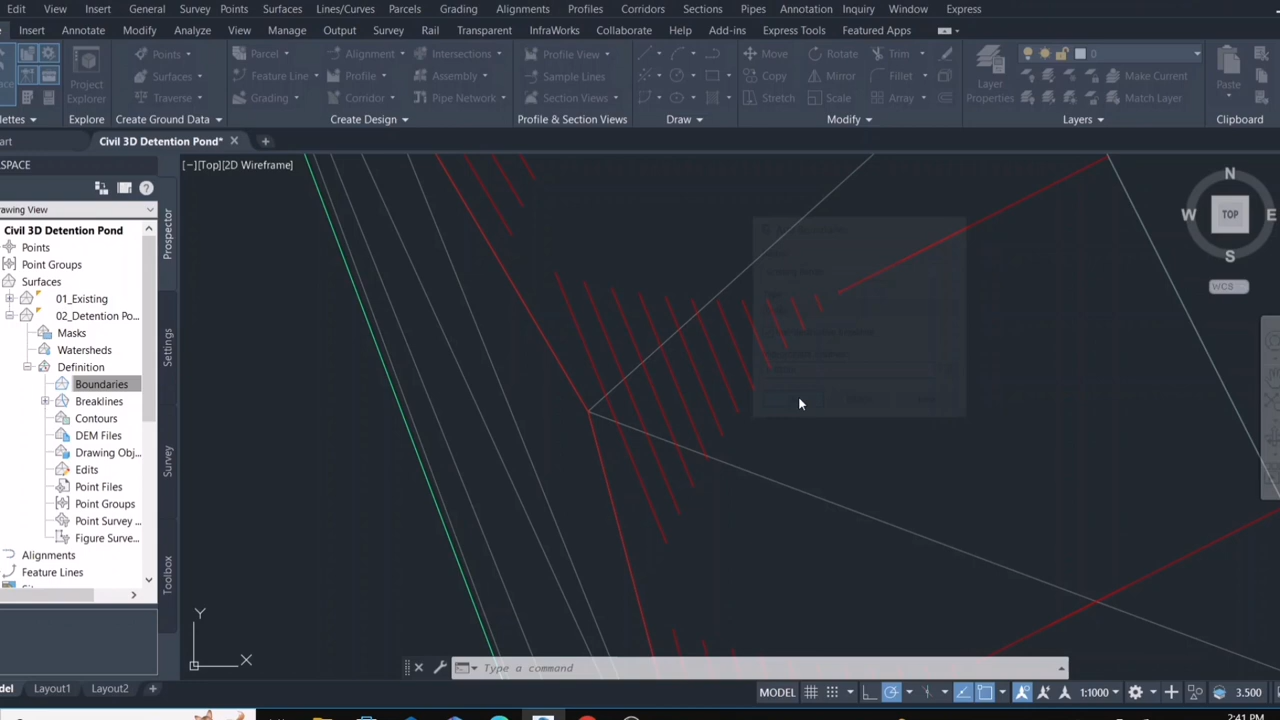 Edit View Insert General Survey Points Surfaces Lines/Curves Parcels Grading Alignments Profiles Corridors Sections Pipes Annotation Inquiry Window Express
Insert Annotate Modify Analyze View Manage Output Survey Rail Transparent InfraWorks Collaborate Help Add-ins Express Tools Featured Apps
Points Parcel Alignment Intersections Profile View Move Rotate Trim 0
Project Surfaces Feature Line Profile Assembly Sample Lines Copy Mirror Fillet Layer Make Current
Explorer Traverse Grading Corridor Pipe Network Section Views Stretch Scale Array Properties Match Layer Paste
lettes Explore Create Ground Data Create Design Profile & Section Views Draw Modify Layers Clipboard
art Civil 3D Detention Pond*
SPACE [−][Top][2D Wireframe]
rawing View
Civil 3D Detention Pond
Points
Point Groups
Surfaces
01_Existing
02_Detention Po...
Masks
Watersheds
Definition
Boundaries
Breaklines
Contours
DEM Files
Drawing Obj...
Edits
Point Files
Point Groups
Point Survey ...
Figure Surve...
Alignments
Feature Lines
Prospector
Settings
Survey
Toolbox
N
W TOP E
S
WCS
Y
X
Type a command
odel Layout1 Layout2 MODEL 1:1000 3.500
2:41 PM